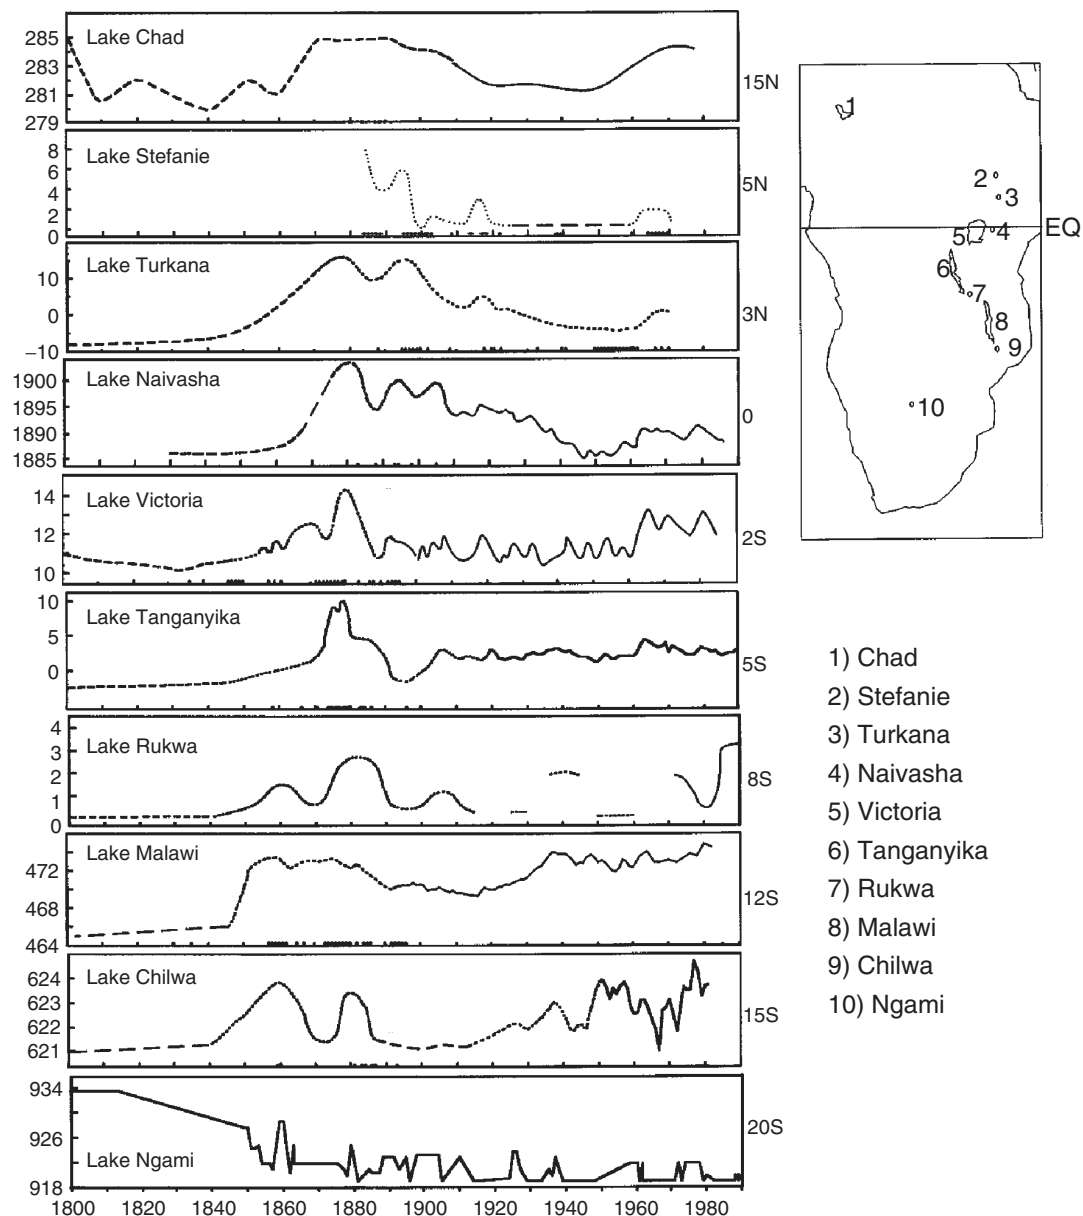 Lake Chad
285
283
281
279
15N
Lake Stefanie
8
6
4
2
0
5N
Lake Turkana
10
0
−10
3N
Lake Naivasha
1900
1895
1890
1885
0
Lake Victoria
14
12
10
2S
Lake Tanganyika
10
5
0
5S
Lake Rukwa
4
3
2
1
0
8S
Lake Malawi
472
468
464
12S
Lake Chilwa
624
623
622
621
15S
Lake Ngami
934
926
918
20S
1800 1820 1840 1860 1880 1900 1920 1940 1960 1980
1
2
3
EQ
4
5
6
7
8
9
10
1) Chad
2) Stefanie
3) Turkana
4) Naivasha
5) Victoria
6) Tanganyika
7) Rukwa
8) Malawi
9) Chilwa
10) Ngami